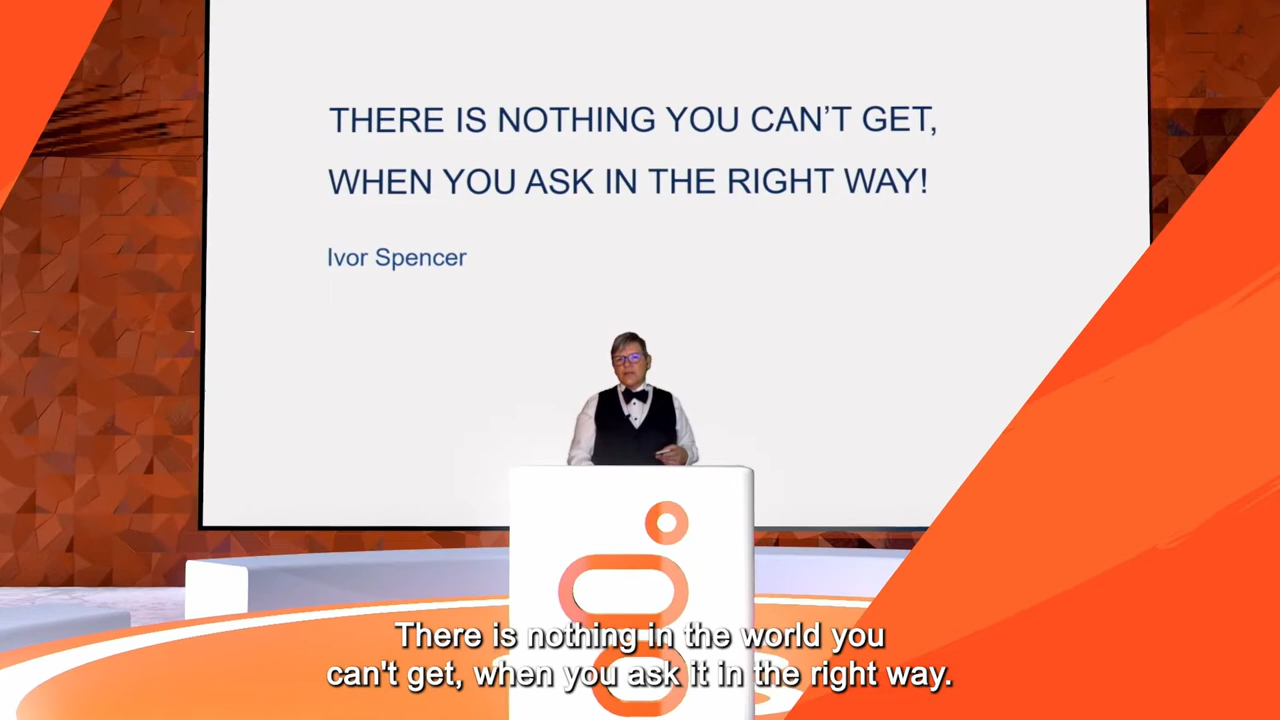 THERE IS NOTHING YOU CAN’T GET,
WHEN YOU ASK IN THE RIGHT WAY!
Ivor Spencer
There is nothing in the world you
can't get, when you ask it in the right way.